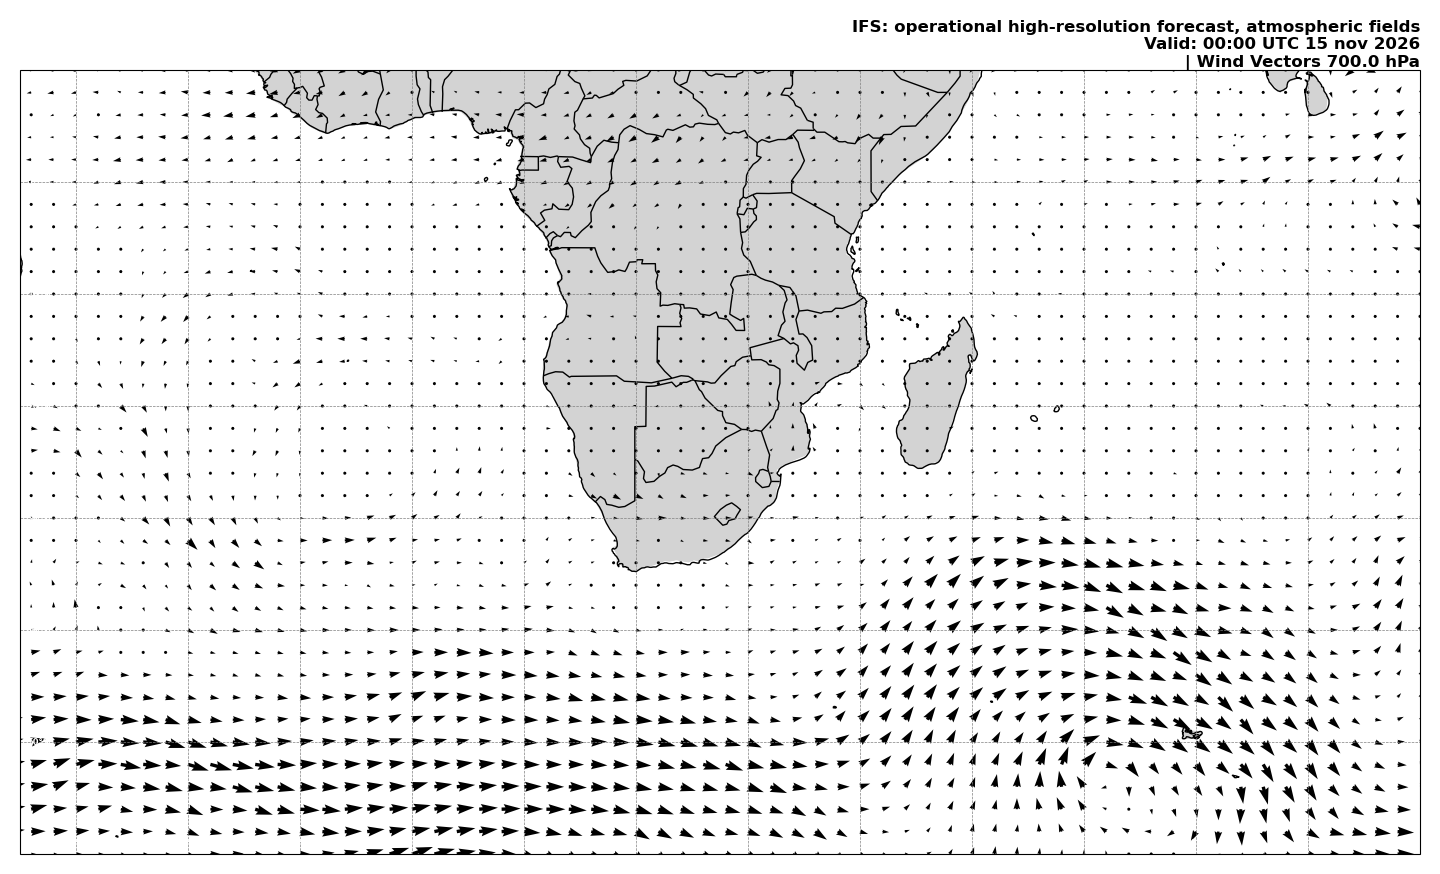 IFS: operational high-resolution forecast, atmospheric fields
Valid: 00:00 UTC 15 nov 2026
| Wind Vectors 700.0 hPa